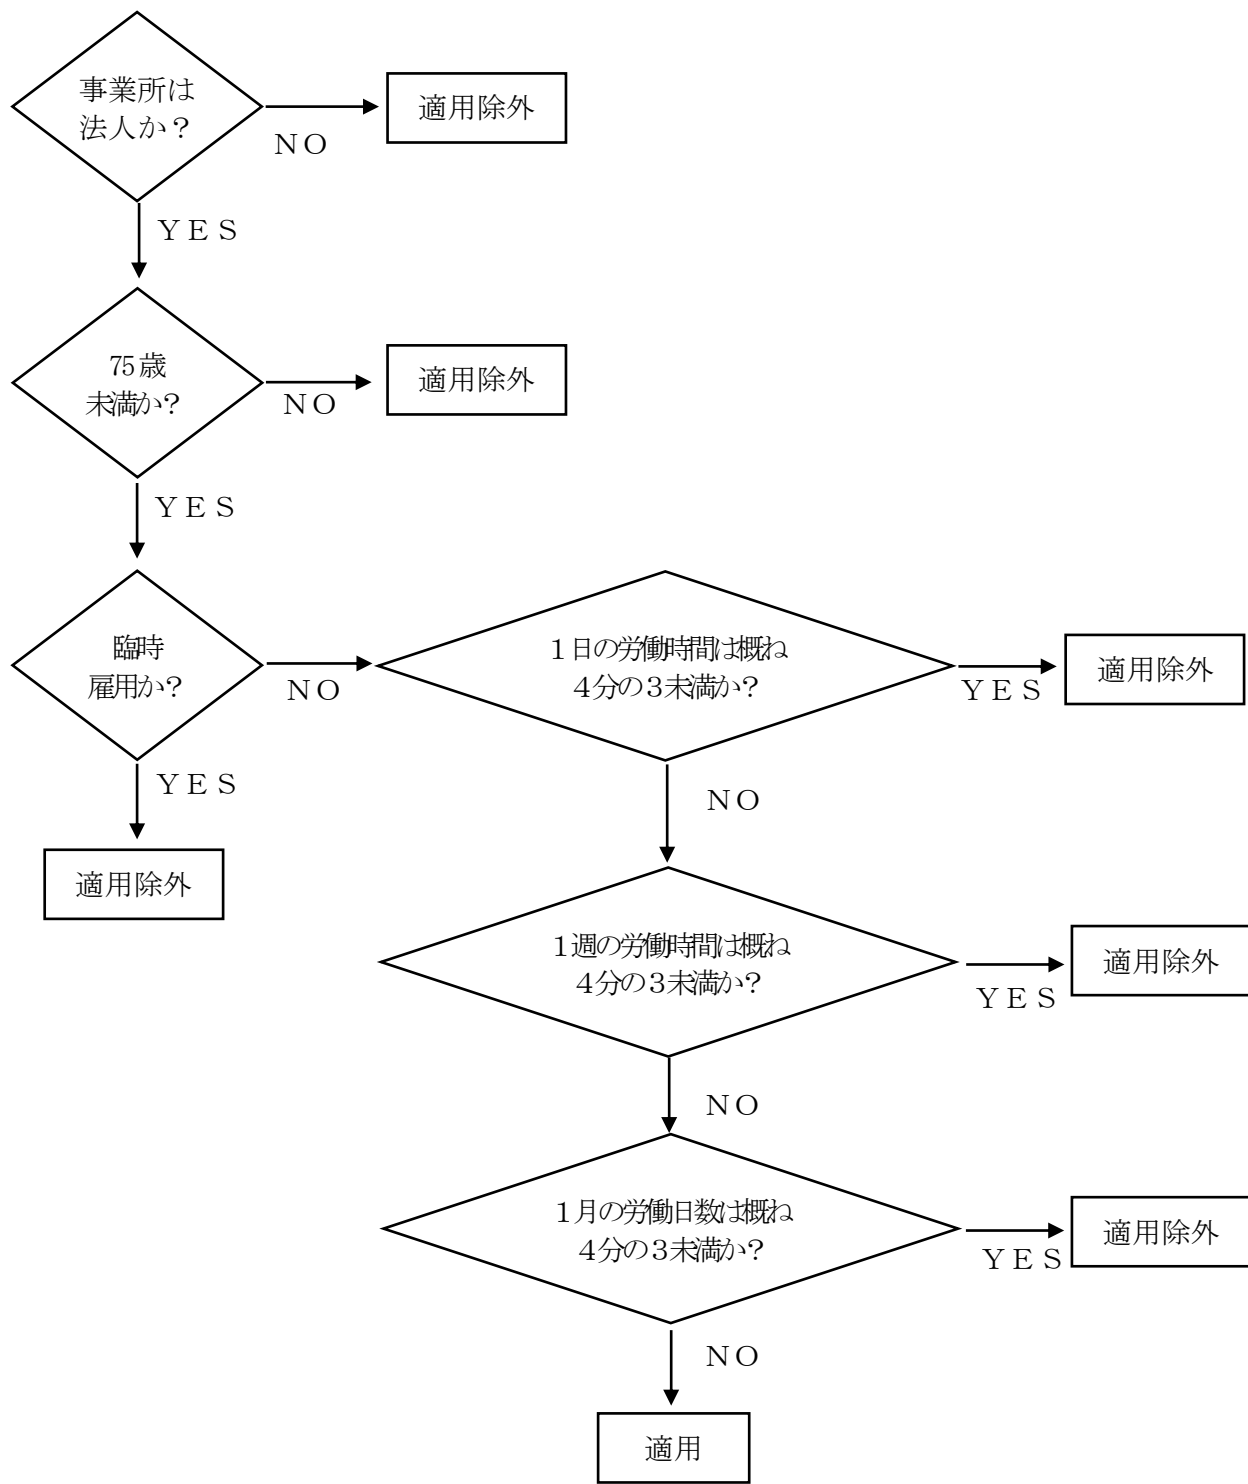 事業所は
法人か？
適用除外
ＮＯ
ＹＥＳ
75歳
未満か？
適用除外
ＮＯ
ＹＥＳ
臨時
雇用か？
ＮＯ
１日の労働時間は概ね
４分の３未満か？
ＹＥＳ
適用除外
ＹＥＳ
適用除外
ＮＯ
１週の労働時間は概ね
４分の３未満か？
ＹＥＳ
適用除外
ＮＯ
１月の労働日数は概ね
４分の３未満か？
ＹＥＳ
適用除外
ＮＯ
適用